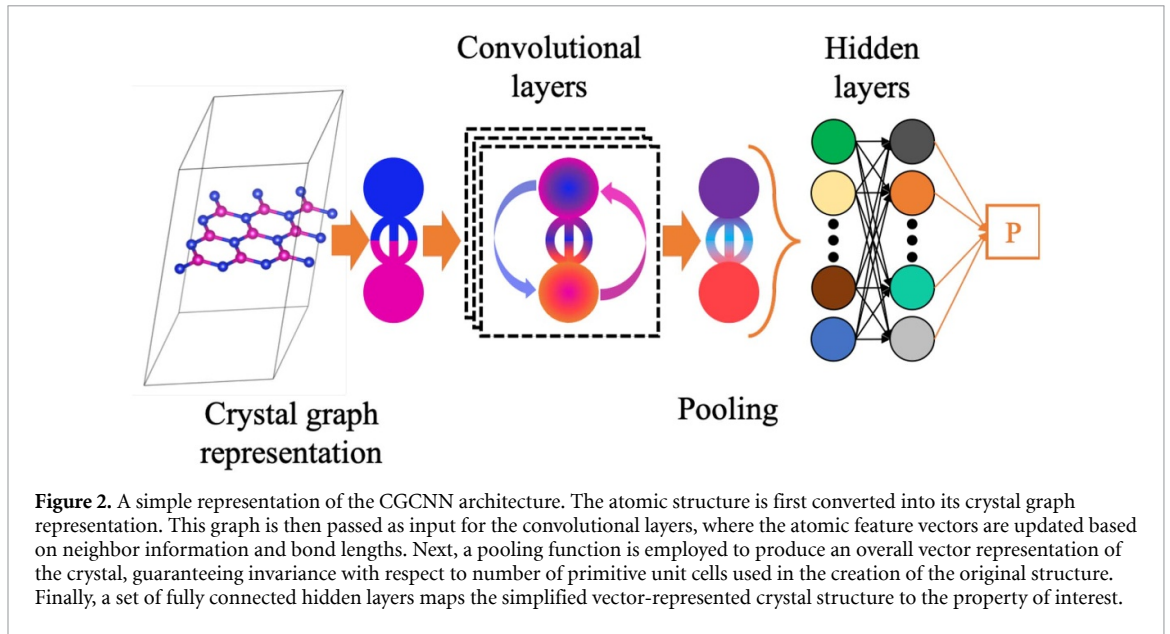 Convolutional
layers
Hidden
layers
P
Crystal graph
representation
Pooling
Figure 2. A simple representation of the CGCNN architecture. The atomic structure is first converted into its crystal graph
representation. This graph is then passed as input for the convolutional layers, where the atomic feature vectors are updated based
on neighbor information and bond lengths. Next, a pooling function is employed to produce an overall vector representation of
the crystal, guaranteeing invariance with respect to number of primitive unit cells used in the creation of the original structure.
Finally, a set of fully connected hidden layers maps the simplified vector-represented crystal structure to the property of interest.